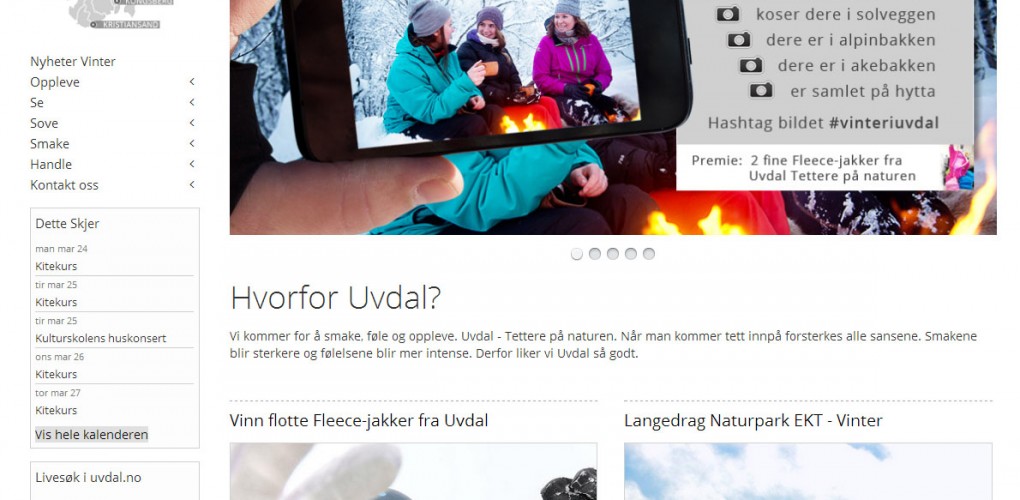 KONGSBERG
KRISTIANSAND
Nyheter Vinter
Oppleve
Se
Sove
Smake
Handle
Kontakt oss
Dette Skjer
man mar 24
Kitekurs
tir mar 25
Kitekurs
tir mar 25
Kulturskolens huskonsert
ons mar 26
Kitekurs
tor mar 27
Kitekurs
Vis hele kalenderen
Livesøk i uvdal.no
koser dere i solveggen
dere er i alpinbakken
dere er i akebakken
er samlet på hytta
Hashtag bildet #vinteriuvdal
Premie: 2 fine Fleece-jakker fra
Uvdal Tettere på naturen
Hvorfor Uvdal?
Vi kommer for å smake, føle og oppleve. Uvdal - Tettere på naturen. Når man kommer tett innpå forsterkes alle sansene. Smakene
blir sterkere og følelsene blir mer intense. Derfor liker vi Uvdal så godt.
Vinn flotte Fleece-jakker fra Uvdal
Langedrag Naturpark EKT - Vinter